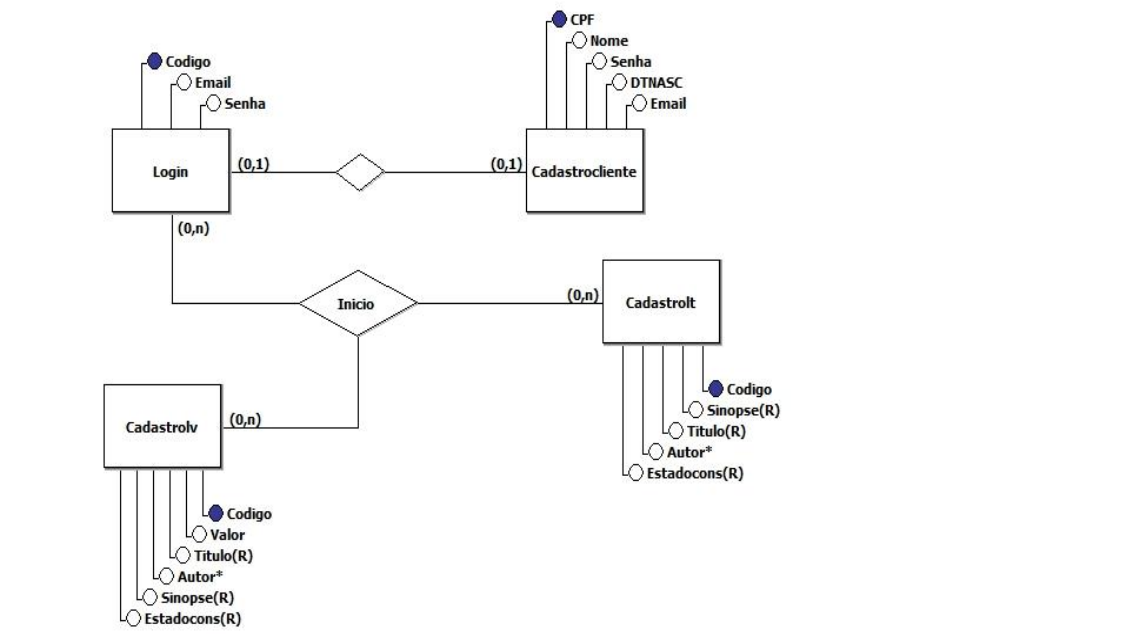 CPF
Nome
Senha
DTNASC
Email
Codigo
Email
Senha
Login
(0,1)
(0,1)
Cadastrocliente
(0,n)
Inicio
(0,n)
Cadastrolt
Codigo
Sinopse(R)
Titulo(R)
Autor*
Estadocons(R)
Cadastrolv
(0,n)
Codigo
Valor
Titulo(R)
Autor*
Sinopse(R)
Estadocons(R)